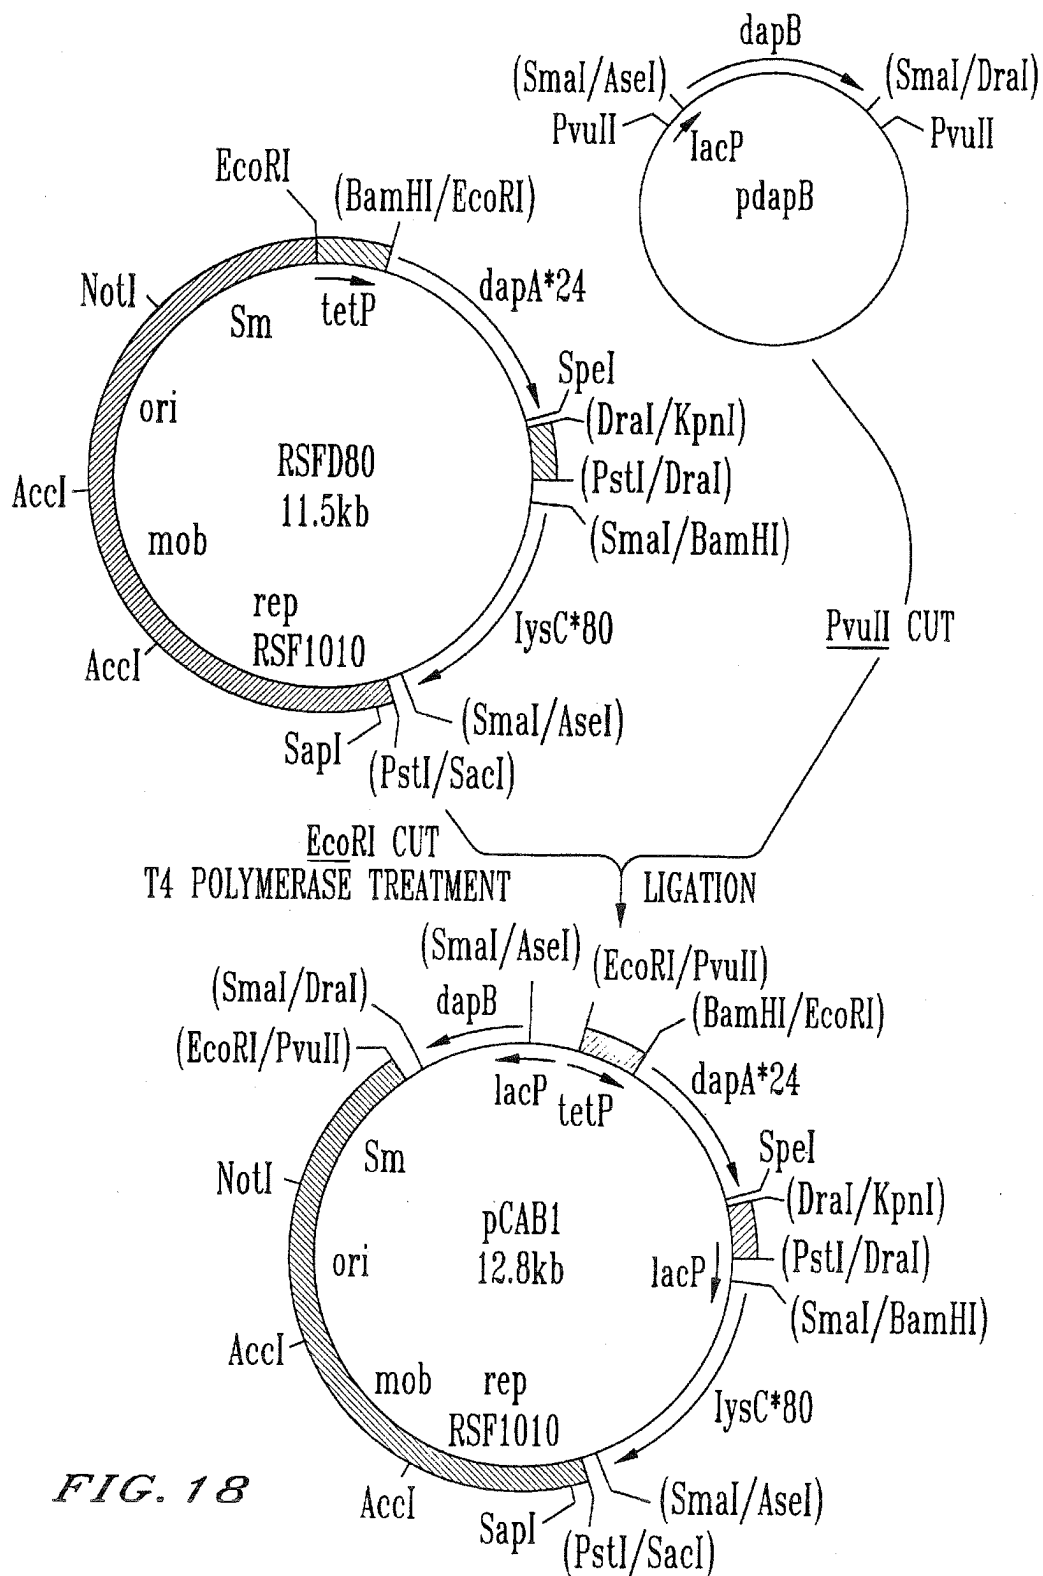 dapB
(SmaI/AseI)
(SmaI/DraI)
PvuII
PvuII
lacP
pdapB
EcoRI
(BamHI/EcoRI)
NotI
tetP
dapA*24
Sm
ori
SpeI
(DraI/KpnI)
RSFD80
11.5kb
(PstI/DraI)
AccI
mob
(SmaI/BamHI)
rep
RSF1010
lysC*80
PvuII CUT
AccI
(SmaI/AseI)
SapI
(PstI/SacI)
EcoRI CUT
T4 POLYMERASE TREATMENT
LIGATION
(SmaI/AseI)
(EcoRI/PvuII)
(SmaI/DraI)
dapB
(BamHI/EcoRI)
(EcoRI/PvuII)
lacP
tetP
dapA*24
Sm
SpeI
NotI
(DraI/KpnI)
pCAB1
12.8kb
ori
lacP
(PstI/DraI)
(SmaI/BamHI)
AccI
mob
rep
RSF1010
lysC*80
FIG. 18
AccI
(SmaI/AseI)
SapI
(PstI/SacI)